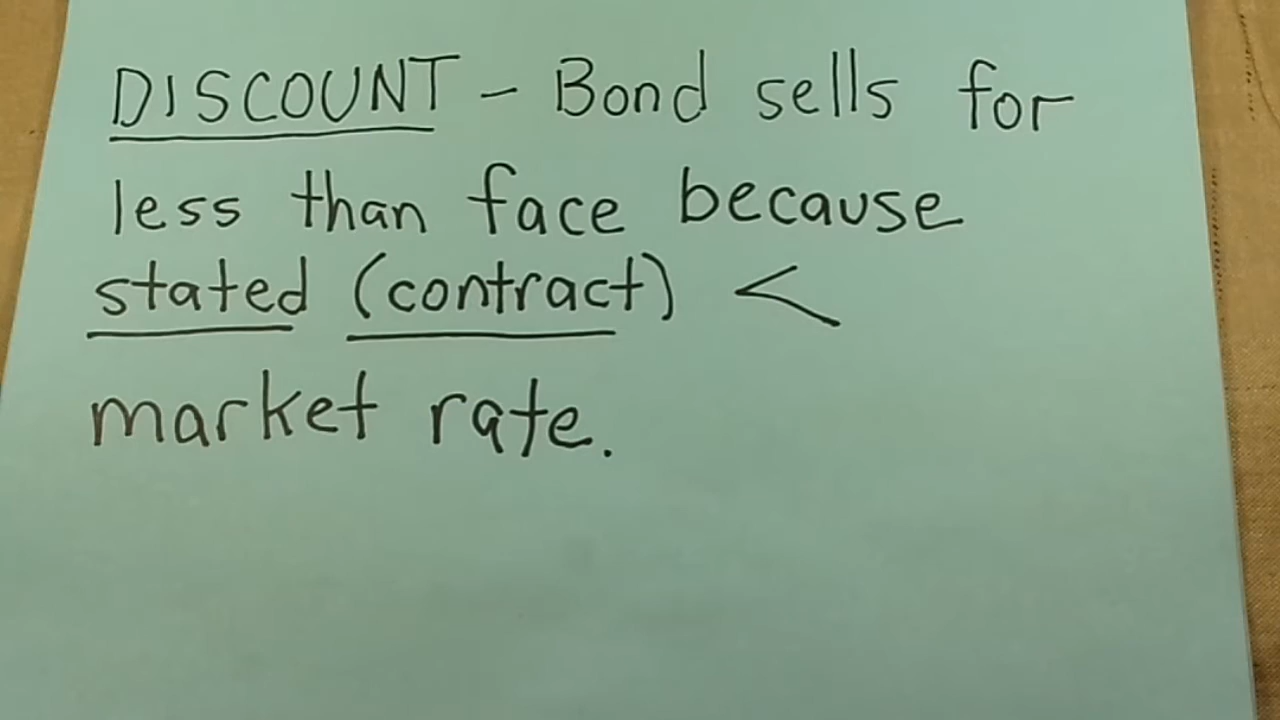 DISCOUNT - Bond sells for
less than face because
stated (contract) <
market rate.